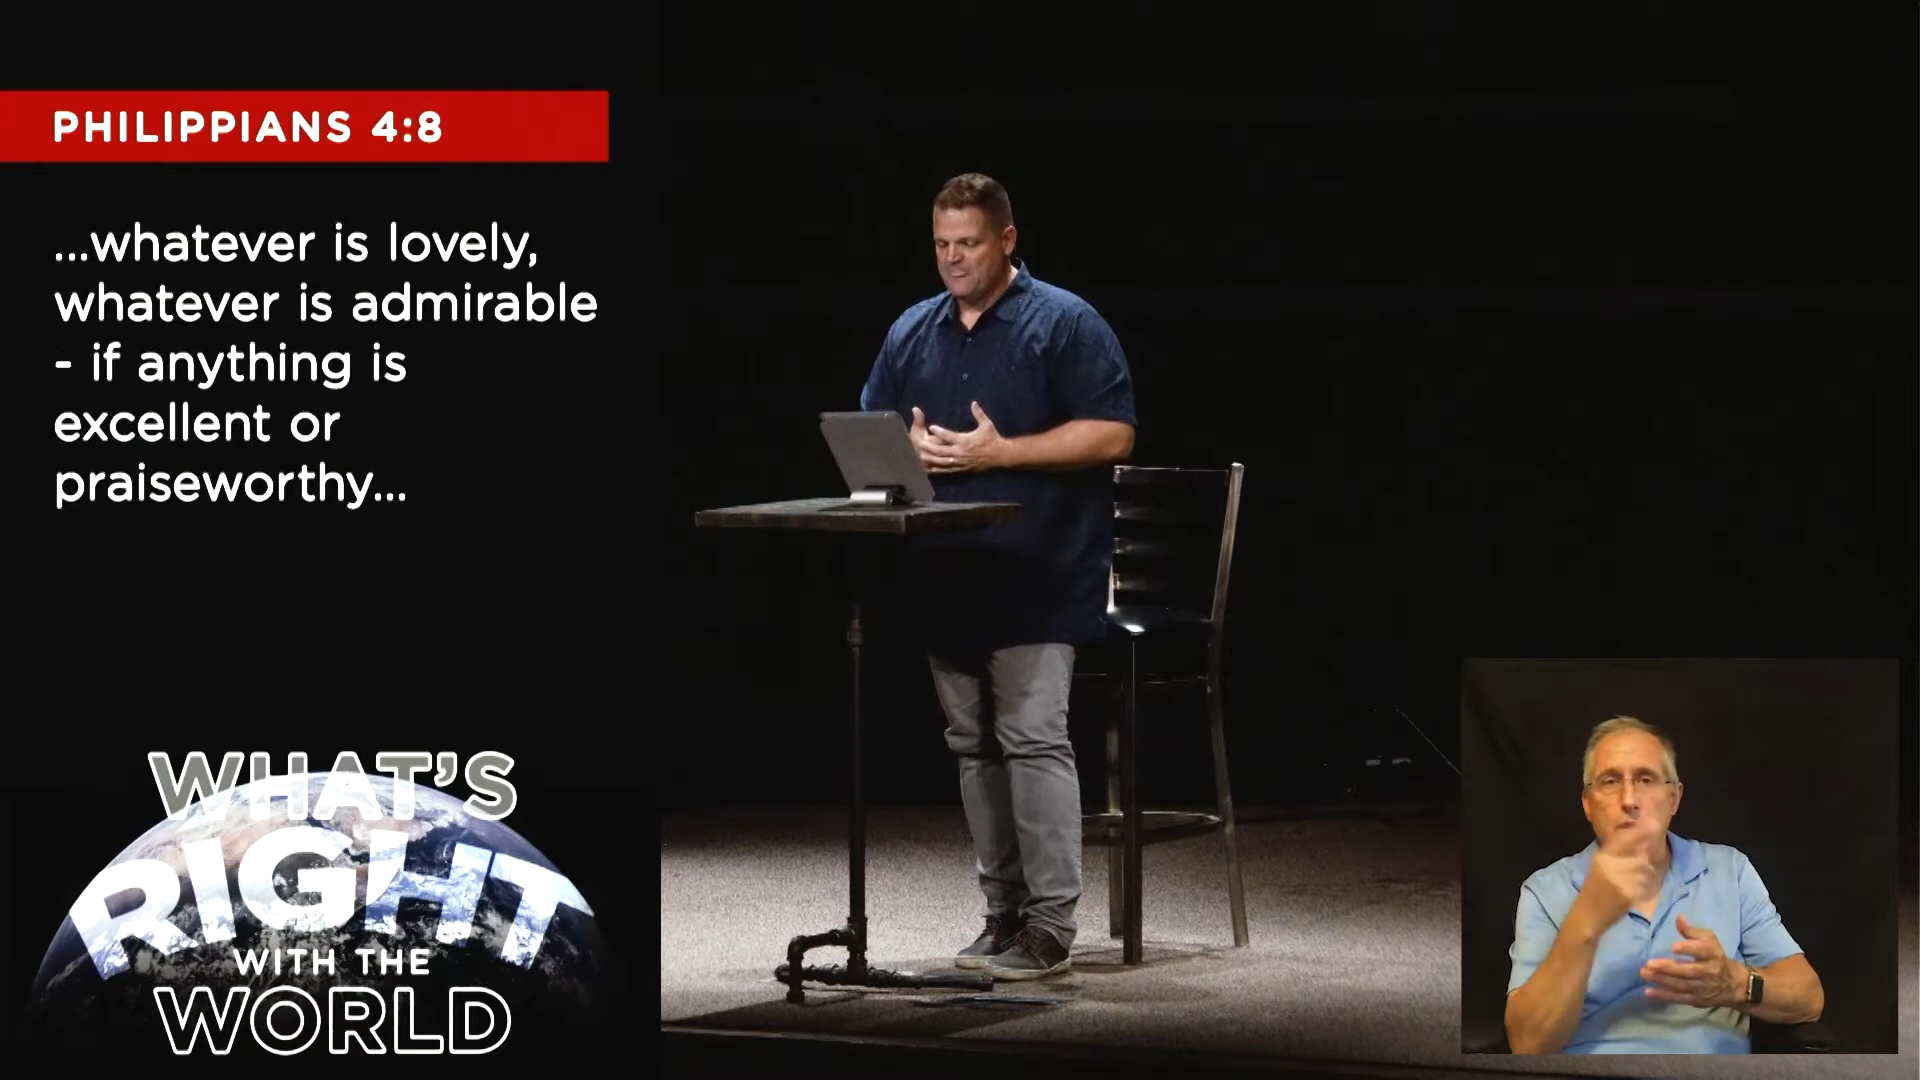 PHILIPPIANS 4:8
...whatever is lovely,
whatever is admirable
- if anything is
excellent or
praiseworthy...
WHAT'S
RIGHT
WITH THE
WORLD